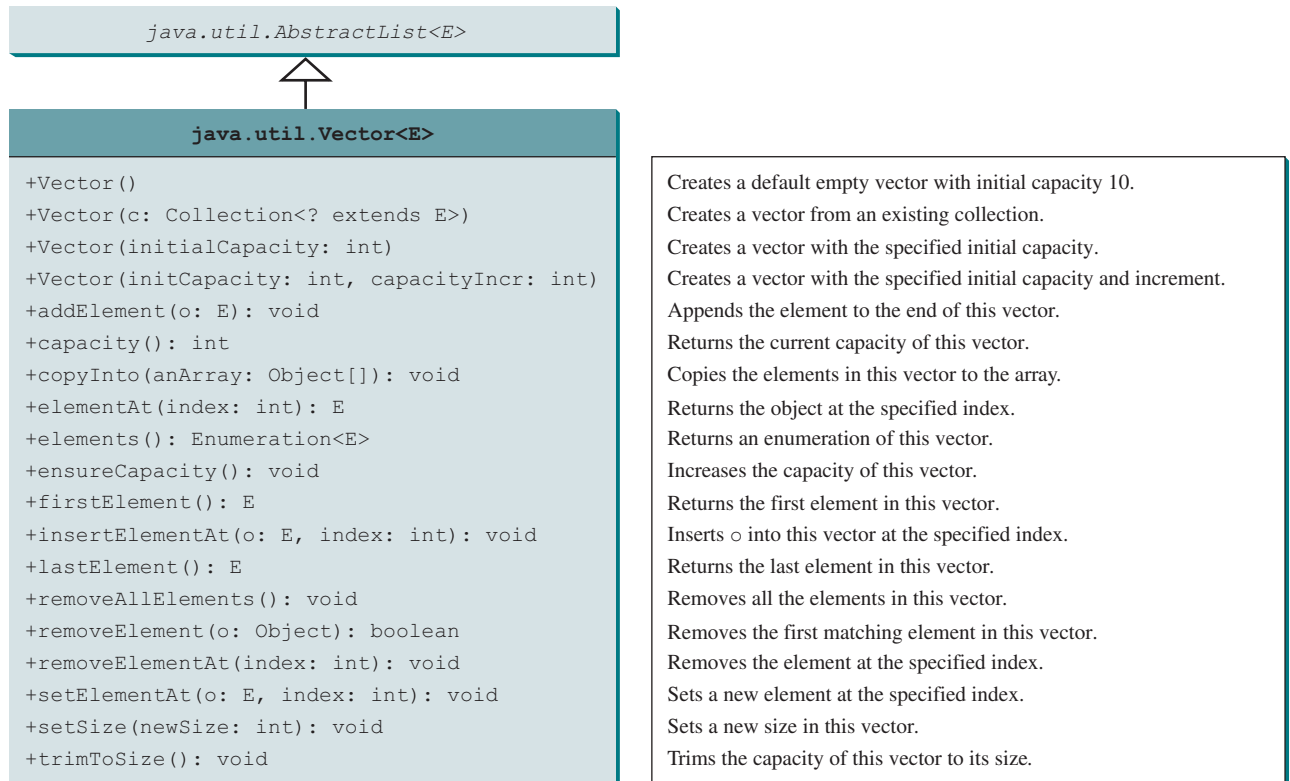 java.util.AbstractList<E>
java.util.Vector<E>
+Vector()
Creates a default empty vector with initial capacity 10.
+Vector(c: Collection<? extends E>)
Creates a vector from an existing collection.
+Vector(initialCapacity: int)
Creates a vector with the specified initial capacity.
+Vector(initCapacity: int, capacityIncr: int)
Creates a vector with the specified initial capacity and increment.
+addElement(o: E): void
Appends the element to the end of this vector.
+capacity(): int
Returns the current capacity of this vector.
+copyInto(anArray: Object[]): void
Copies the elements in this vector to the array.
+elementAt(index: int): E
Returns the object at the specified index.
+elements(): Enumeration<E>
Returns an enumeration of this vector.
+ensureCapacity(): void
Increases the capacity of this vector.
+firstElement(): E
Returns the first element in this vector.
+insertElementAt(o: E, index: int): void
Inserts o into this vector at the specified index.
+lastElement(): E
Returns the last element in this vector.
+removeAllElements(): void
Removes all the elements in this vector.
+removeElement(o: Object): boolean
Removes the first matching element in this vector.
+removeElementAt(index: int): void
Removes the element at the specified index.
+setElementAt(o: E, index: int): void
Sets a new element at the specified index.
+setSize(newSize: int): void
Sets a new size in this vector.
+trimToSize(): void
Trims the capacity of this vector to its size.